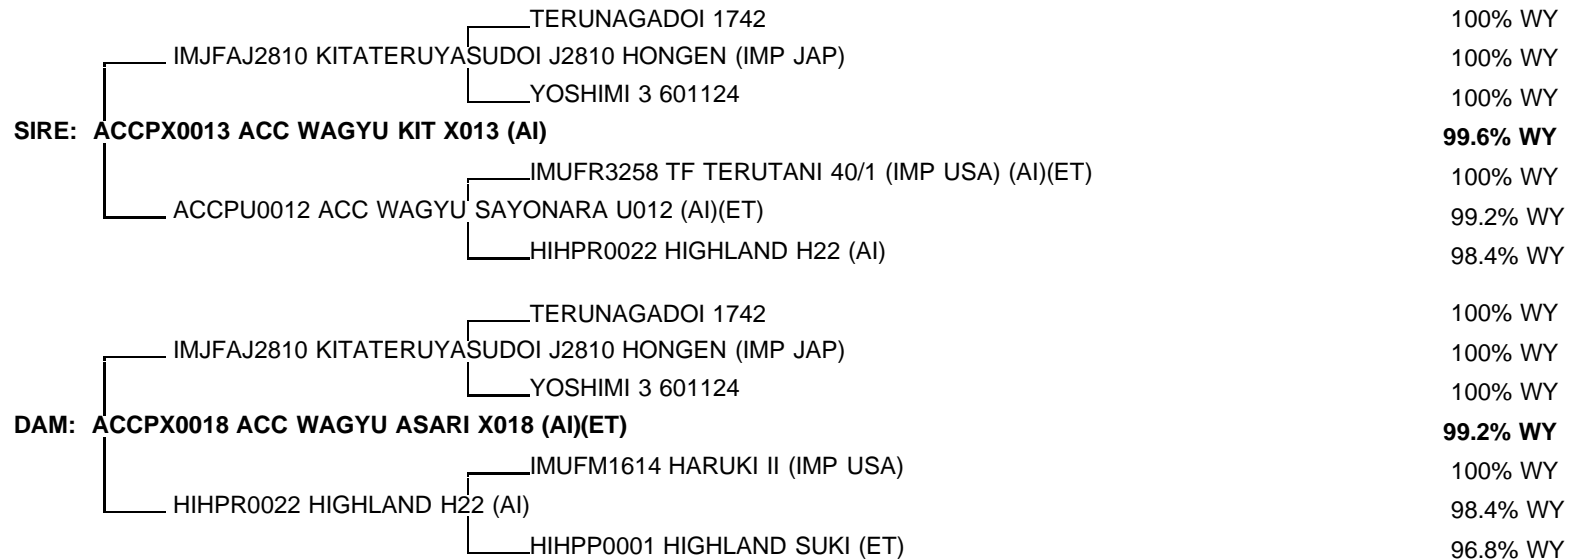 TERUNAGADOI 1742 100% WY
IMJFAJ2810 KITATERUYASUDOI J2810 HONGEN (IMP JAP) 100% WY
YOSHIMI 3 601124 100% WY
SIRE: ACCPX0013 ACC WAGYU KIT X013 (AI) 99.6% WY
IMUFR3258 TF TERUTANI 40/1 (IMP USA) (AI)(ET) 100% WY
ACCPU0012 ACC WAGYU SAYONARA U012 (AI)(ET) 99.2% WY
HIHPR0022 HIGHLAND H22 (AI) 98.4% WY
TERUNAGADOI 1742 100% WY
IMJFAJ2810 KITATERUYASUDOI J2810 HONGEN (IMP JAP) 100% WY
YOSHIMI 3 601124 100% WY
DAM: ACCPX0018 ACC WAGYU ASARI X018 (AI)(ET) 99.2% WY
IMUFM1614 HARUKI II (IMP USA) 100% WY
HIHPR0022 HIGHLAND H22 (AI) 98.4% WY
HIHPP0001 HIGHLAND SUKI (ET) 96.8% WY